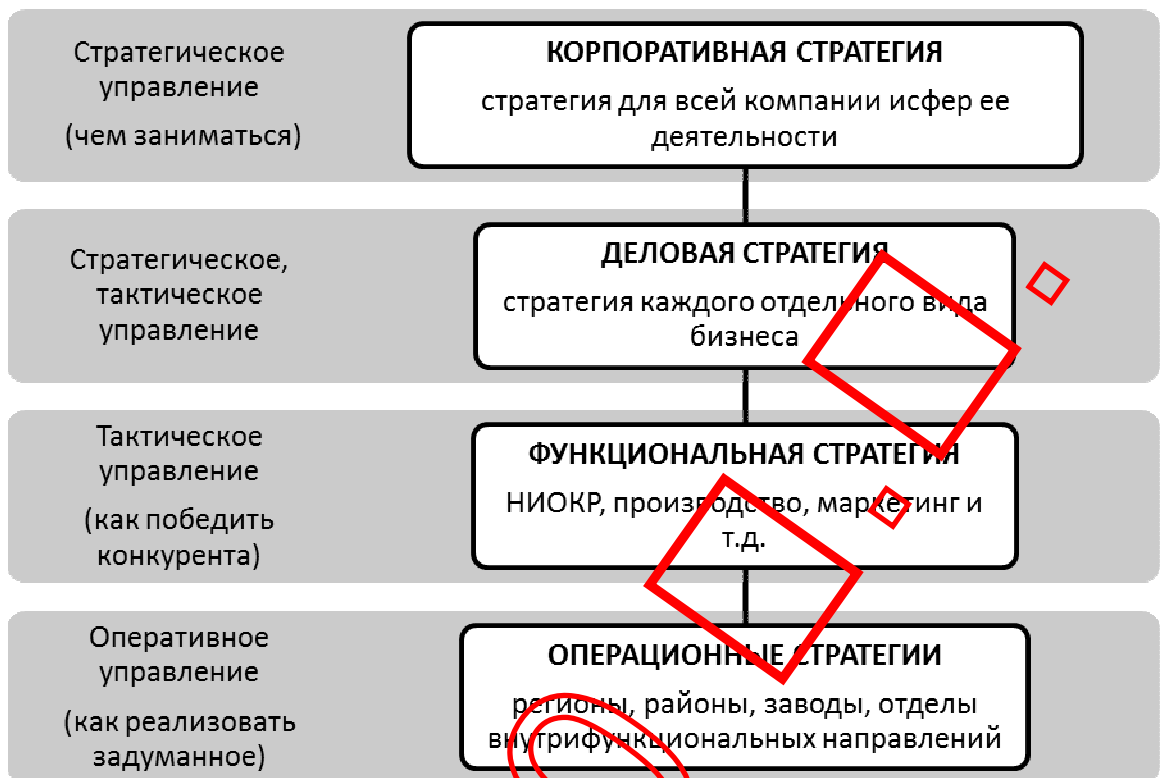 Стратегическое
управление
(чем заниматься)
КОРПОРАТИВНАЯ СТРАТЕГИЯ
стратегия для всей компании исфер ее
деятельности
Стратегическое,
тактическое
управление
ДЕЛОВАЯ СТРАТЕГИЯ
стратегия каждого отдельного вида
бизнеса
Тактическое
управление
(как победить
конкурента)
ФУНКЦИОНАЛЬНАЯ СТРАТЕГИЯ
НИОКР, производство, маркетинг и
т.д.
Оперативное
управление
(как реализовать
задуманное)
ОПЕРАЦИОННЫЕ СТРАТЕГИИ
регионы, районы, заводы, отделы
внутрифункциональных направлений